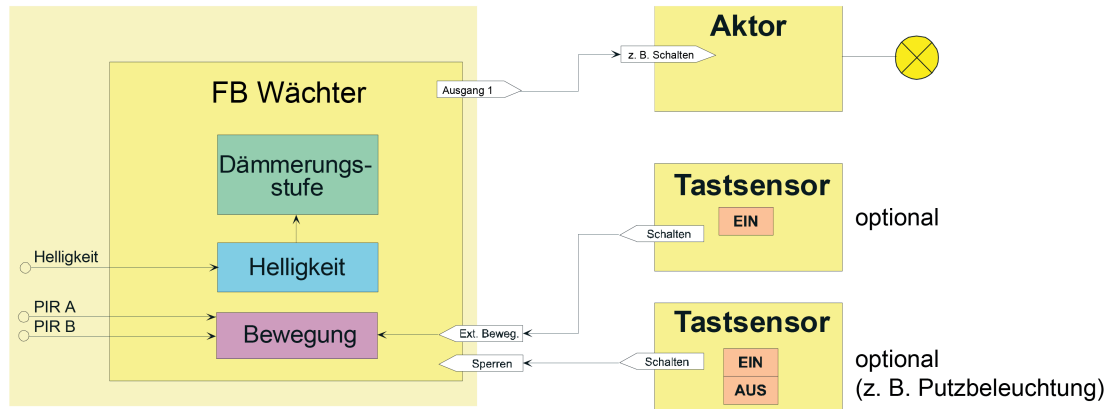 Aktor
z. B. Schalten
FB Wächter
Ausgang 1
Dämmerungs-
stufe
Helligkeit
Helligkeit
PIR A
PIR B
Bewegung
Ext. Beweg.
Sperren
Tastsensor
EIN
Schalten
optional
Tastsensor
Schalten
EIN
AUS
optional
(z. B. Putzbeleuchtung)